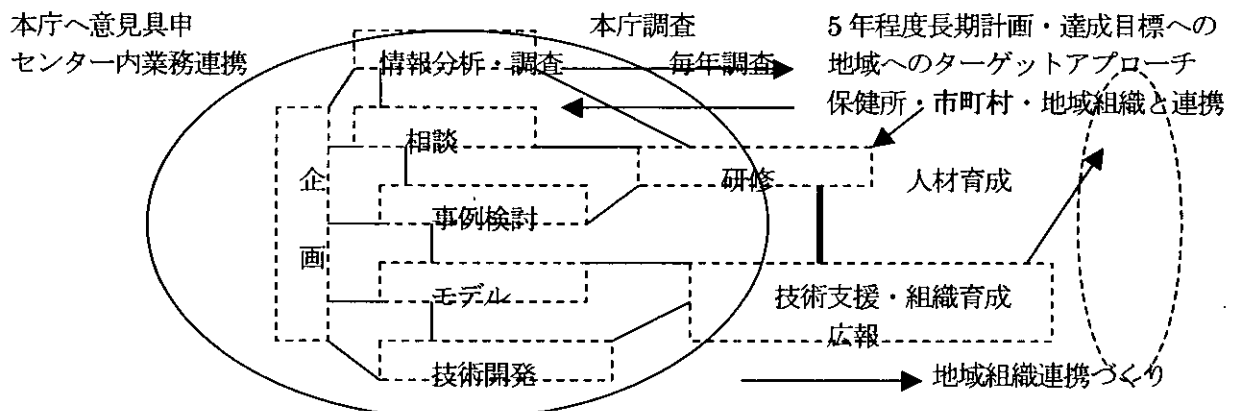 本庁へ意見具申
センター内業務連携
本庁調査
毎年調査
5年程度長期計画・達成目標への
地域へのターゲットアプローチ
保健所・市町村・地域組織と連携
企画
情報分析・調査
相談
事例検討
モデル
技術開発
研修
人材育成
技術支援・組織育成
広報
地域組織連携づくり